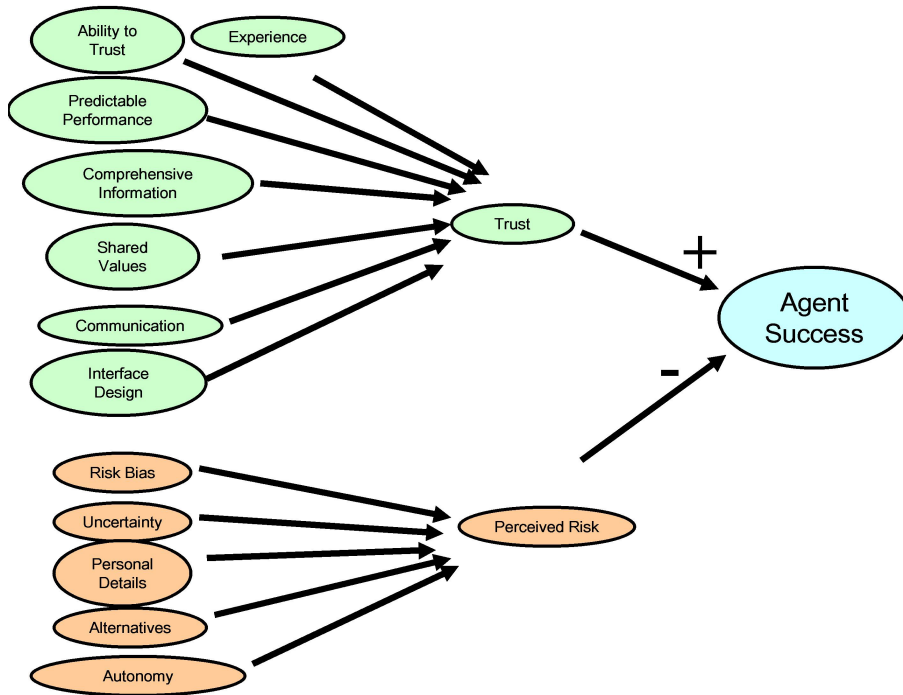 Ability to
Trust
Experience
Predictable
Performance
Comprehensive
Information
Shared
Values
Trust
+
Agent
Success
Communication
Interface
Design
-
Risk Bias
Uncertainty
Perceived Risk
Personal
Details
Alternatives
Autonomy